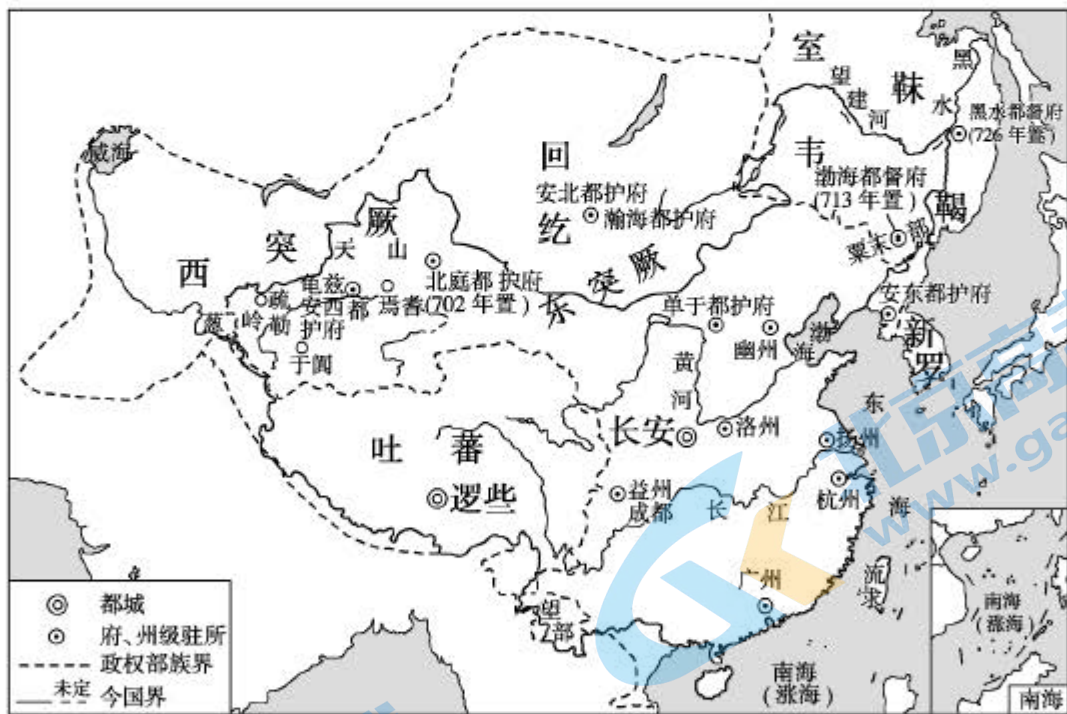 室
韦
靺
鞨
望建河
黑水
黑水都督府
(726 年置)
渤海都督府
(713 年置)
粟末部
咸海
回
纥
安北都护府
瀚海都护府
西
突
厥
天山
北庭都护府
(702 年置)
龟兹
安西都
护府
焉耆
疏勒
葱岭
于阗
突厥
单于都护府
幽州
渤海
安东都护府
新罗
黄河
长安
洛州
东海
扬州
杭州
吐蕃
逻些
益州
成都
长江
广州
流求
望
部
南海
(涨海)
南海
(涨海)
南海
都城
府、州级驻所
政权部族界
未定
今国界
www.ga